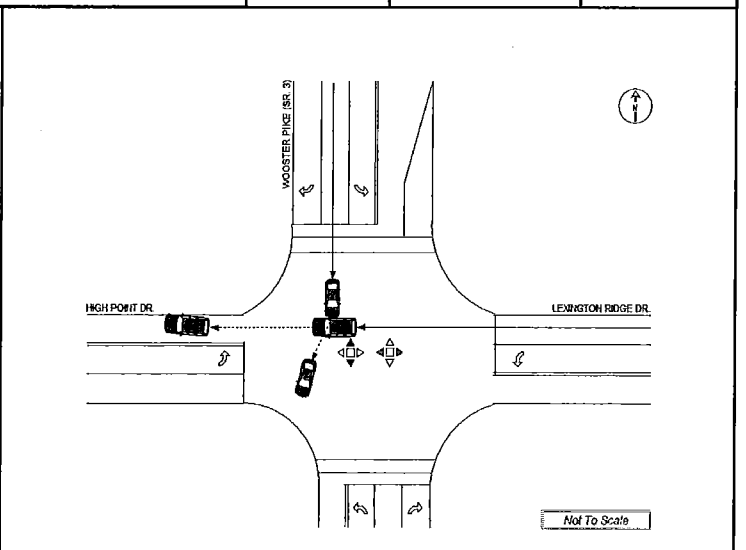 WOOSTER PIKE (SR. 3)
N
HIGH POINT DR.
LEXINGTON RIDGE DR.
Not To Scale